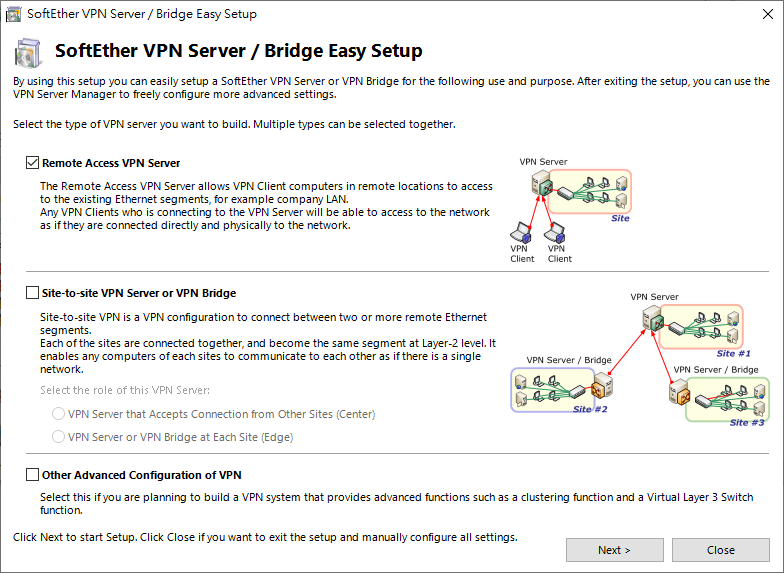 SoftEther VPN Server / Bridge Easy Setup
SoftEther VPN Server / Bridge Easy Setup
By using this setup you can easily setup a SoftEther VPN Server or VPN Bridge for the following use and purpose. After exiting the setup, you can use the
VPN Server Manager to freely configure more advanced settings.
Select the type of VPN server you want to build. Multiple types can be selected together.
Remote Access VPN Server
The Remote Access VPN Server allows VPN Client computers in remote locations to access
to the existing Ethernet segments, for example company LAN.
Any VPN Clients who is connecting to the VPN Server will be able to access to the network
as if they are connected directly and physically to the network.
VPN Server
Site
VPN
Client
VPN
Client
Site-to-site VPN Server or VPN Bridge
Site-to-site VPN is a VPN configuration to connect between two or more remote Ethernet
segments.
Each of the sites are connected together, and become the same segment at Layer-2 level. It
enables any computers of each sites to communicate to each other as if there is a single
network.
Select the role of this VPN Server:
VPN Server that Accepts Connection from Other Sites (Center)
VPN Server or VPN Bridge at Each Site (Edge)
VPN Server
Site #1
VPN Server / Bridge
Site #2
VPN Server / Bridge
Site #3
Other Advanced Configuration of VPN
Select this if you are planning to build a VPN system that provides advanced functions such as a clustering function and a Virtual Layer 3 Switch
function.
Click Next to start Setup. Click Close if you want to exit the setup and manually configure all settings.
Next >
Close